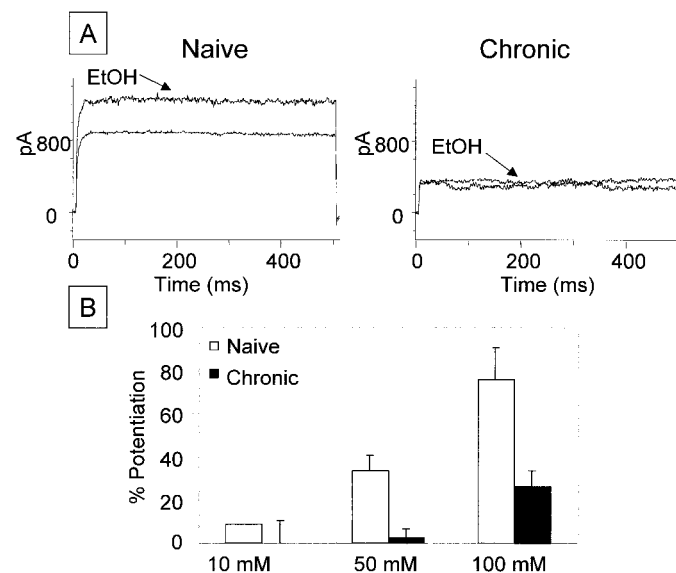 A
Naive
Chronic
EtOH
EtOH
pA
800
0
pA
800
0
0 200 400
0 200 400
Time (ms)
Time (ms)
B
% Potentiation
100
80
60
40
20
0
Naive
Chronic
10 mM 50 mM 100 mM